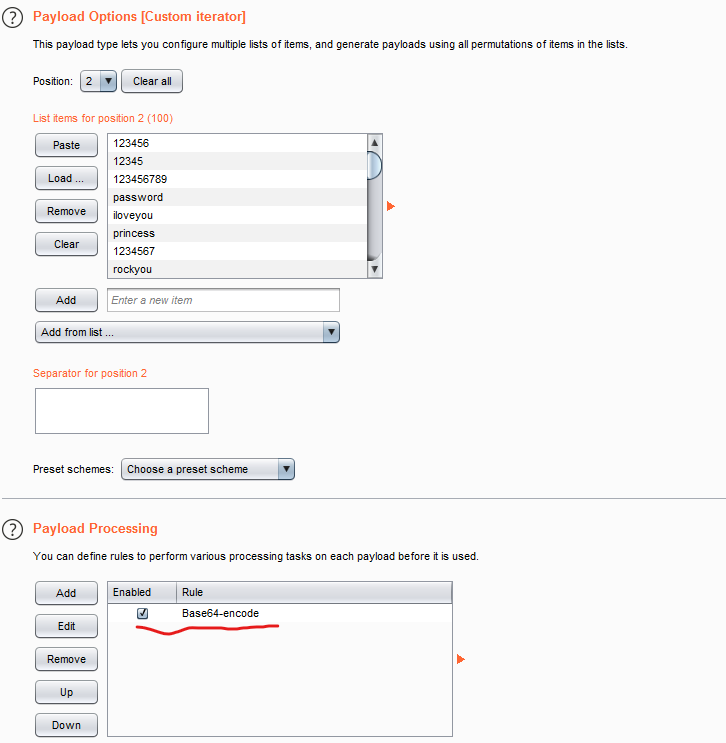 ? Payload Options [Custom iterator]
This payload type lets you configure multiple lists of items, and generate payloads using all permutations of items in the lists.
Position: 2 Clear all
List items for position 2 (100)
Paste 123456
12345
Load ... 123456789
password
Remove iloveyou
princess
Clear 1234567
rockyou
Add Enter a new item
Add from list ...
Separator for position 2
Preset schemes: Choose a preset scheme
? Payload Processing
You can define rules to perform various processing tasks on each payload before it is used.
Add Enabled Rule
Base64-encode
Edit
Remove
Up
Down